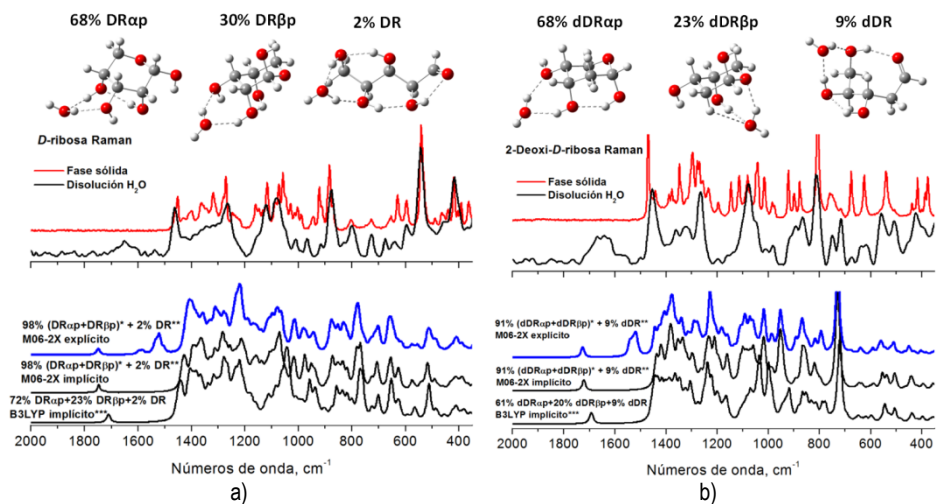 68% DRαp
30% DRβp
2% DR
D-ribosa Raman
Fase sólida
Disolución H₂O
98% (DRαp+DRβp)* + 2% DR**
M06-2X explícito
98% (DRαp+DRβp)* + 2% DR**
M06-2X implícito
72% DRαp+23% DRβp+2% DR
B3LYP implícito***
2000 1800 1600 1400 1200 1000 800 600 400
Números de onda, cm⁻¹
a)
68% dDRαp
23% dDRβp
9% dDR
2-Deoxi-D-ribosa Raman
Fase sólida
Disolución H₂O
91% (dDRαp+dDRβp)* + 9% dDR**
M06-2X explícito
91% (dDRαp+dDRβp)* + 9% dDR**
M06-2X implícito
61% dDRαp+20% dDRβp+9% dDR
B3LYP implícito***
2000 1800 1600 1400 1200 1000 800 600 400
Números de onda, cm⁻¹
b)